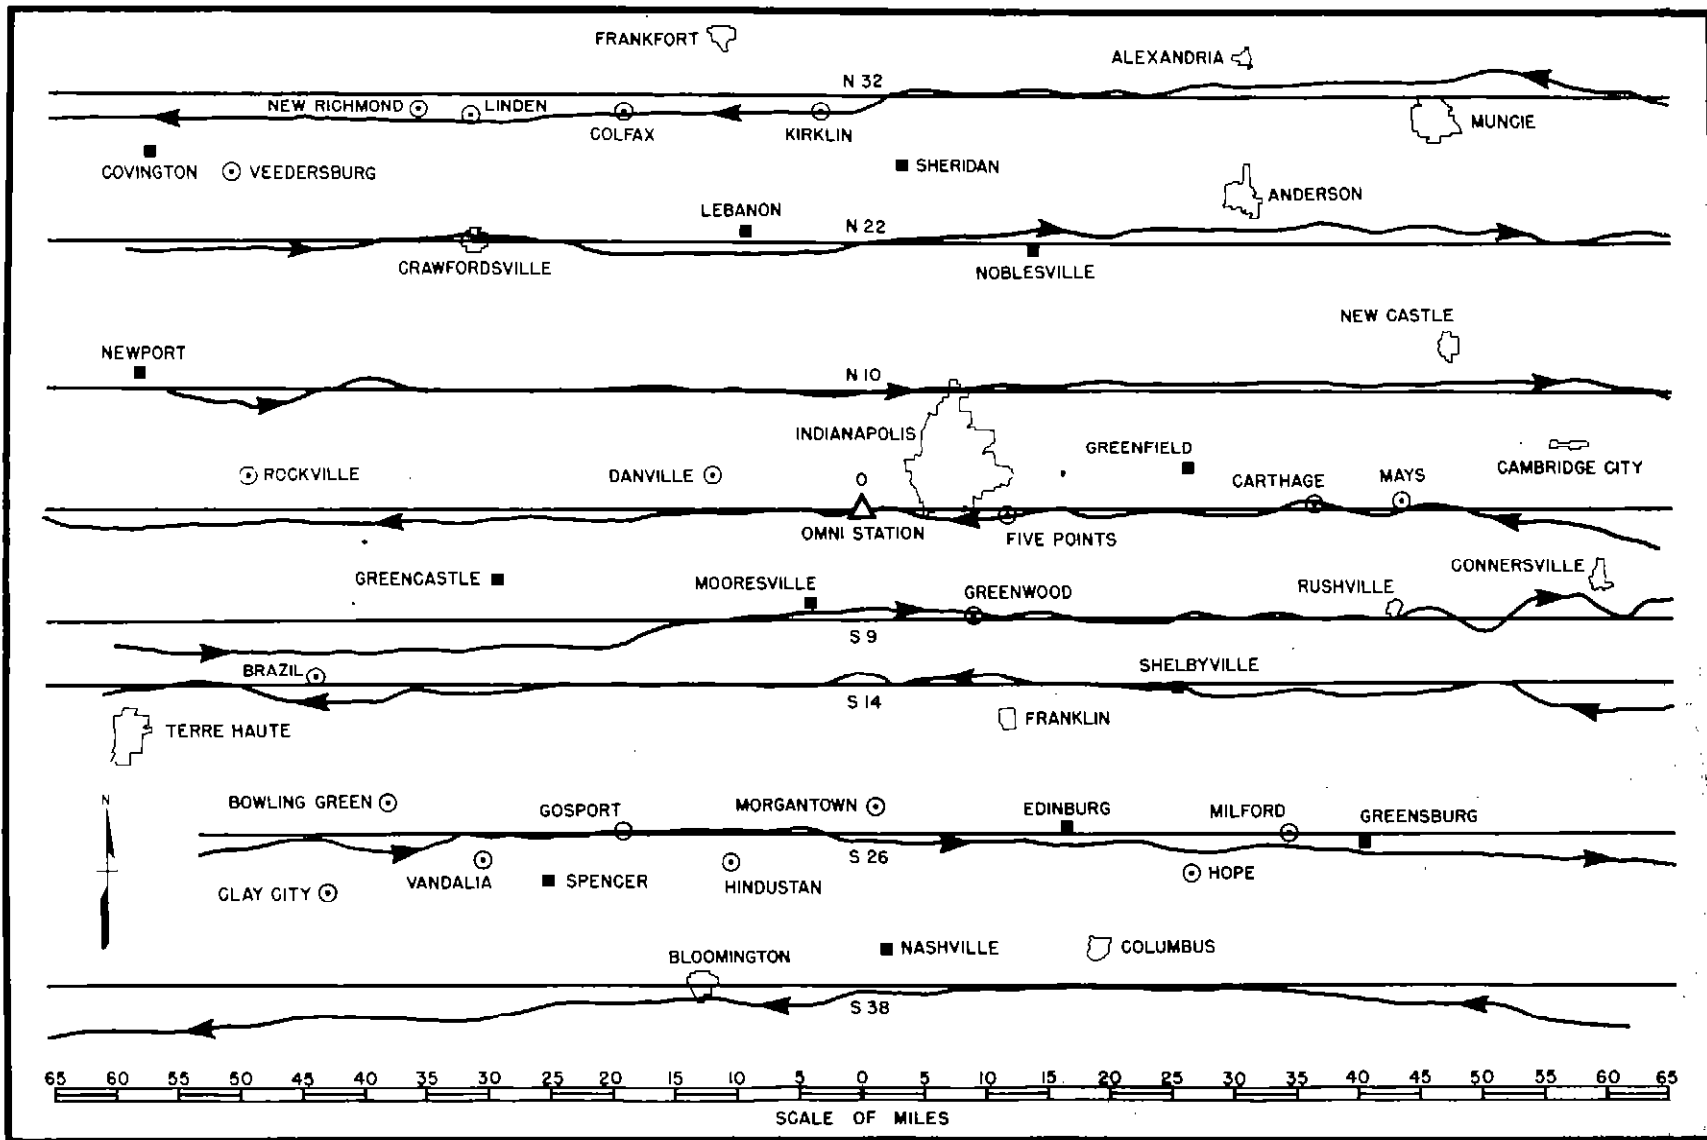 FRANKFORT
ALEXANDRIA
N 32
NEW RICHMOND
LINDEN
COLFAX
KIRKLIN
MUNCIE
COVINGTON
VEEDERSBURG
SHERIDAN
ANDERSON
LEBANON
N 22
CRAWFORDSVILLE
NOBLESVILLE
NEW CASTLE
NEWPORT
N 10
INDIANAPOLIS
GREENFIELD
ROCKVILLE
DANVILLE
O
CARTHAGE
MAYS
CAMBRIDGE CITY
OMNI STATION
FIVE POINTS
GREENCASTLE
MOORESVILLE
GREENWOOD
RUSHVILLE
CONNERSVILLE
S 9
BRAZIL
SHELBYVILLE
S 14
TERRE HAUTE
FRANKLIN
N
BOWLING GREEN
GOSPORT
MORGANTOWN
EDINBURG
MILFORD
GREENSBURG
S 26
CLAY CITY
VANDALIA
SPENCER
HINDUSTAN
HOPE
BLOOMINGTON
NASHVILLE
COLUMBUS
S 38
65 60 55 50 45 40 35 30 25 20 15 10 5 0 5 10 15 20 25 30 35 40 45 50 55 60 65
SCALE OF MILES